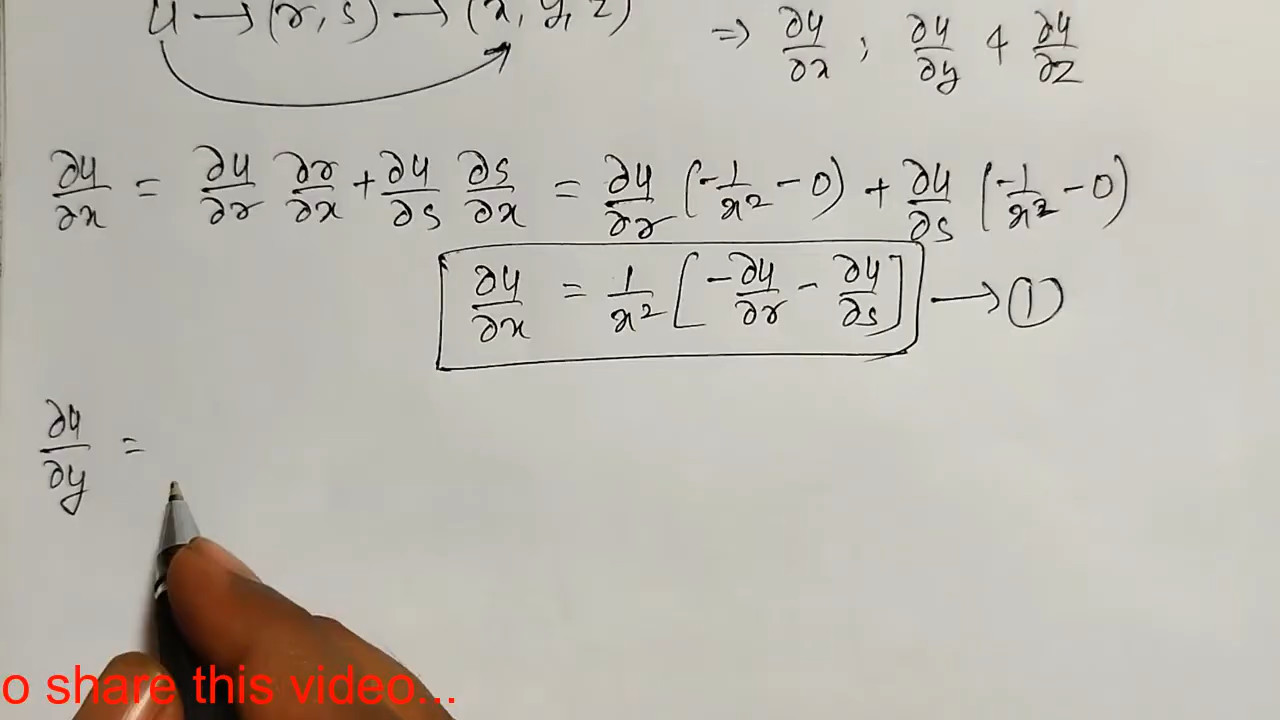 u → (r, s) → (x, y, z)
⇒ ∂u/∂x ; ∂u/∂y & ∂u/∂z
∂u/∂x = ∂u/∂r ∂r/∂x + ∂u/∂s ∂s/∂x = ∂u/∂r (-1/x² - 0) + ∂u/∂s (-1/x² - 0)
∂u/∂x = 1/x² [-∂u/∂r - ∂u/∂s] → ①
∂u/∂y =
o share this video...